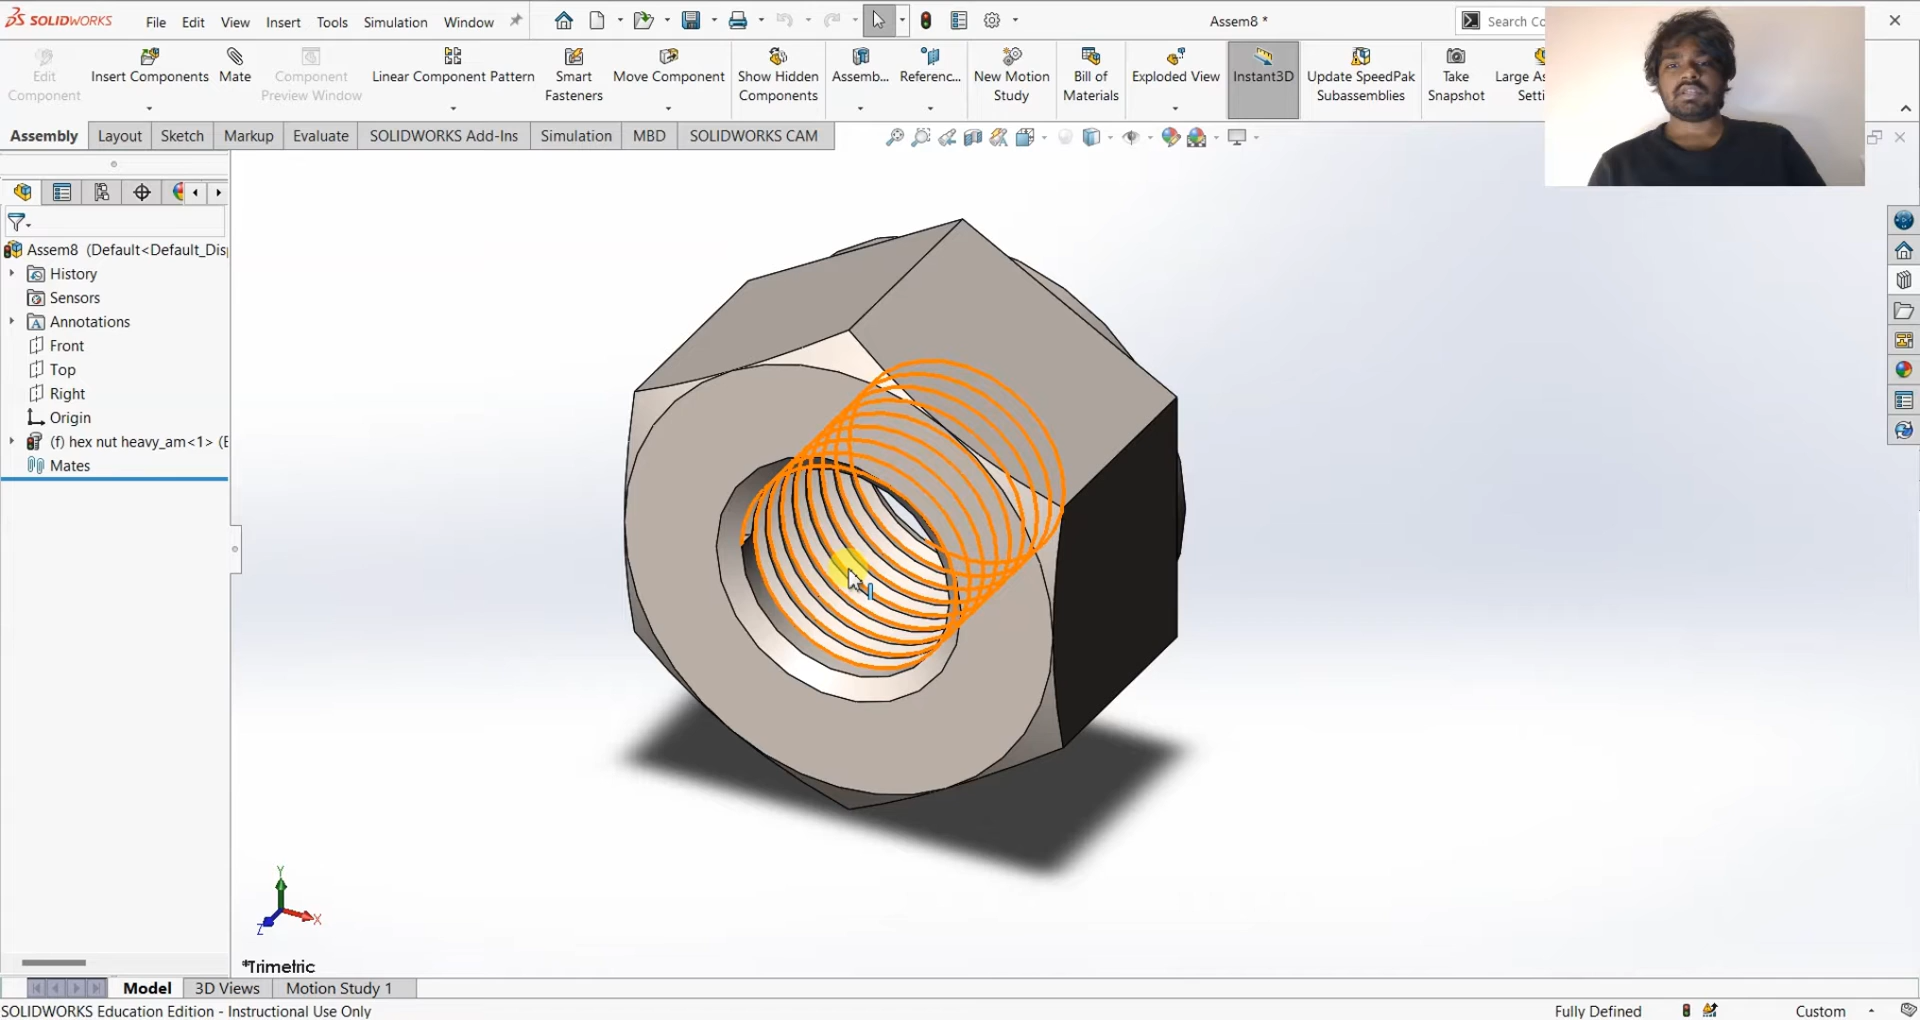 SOLIDWORKS File Edit View Insert Tools Simulation Window Assem8 * Search Co
Edit Component
Insert Components
Mate
Component Preview Window
Linear Component Pattern
Smart Fasteners
Move Component
Show Hidden Components
Assemb...
Referenc...
New Motion Study
Bill of Materials
Exploded View
Instant3D
Update SpeedPak Subassemblies
Take Snapshot
Large As Setti
Assembly Layout Sketch Markup Evaluate SOLIDWORKS Add-Ins Simulation MBD SOLIDWORKS CAM
Assem8 (Default<Default_Disp
History
Sensors
Annotations
Front
Top
Right
Origin
(f) hex nut heavy_am<1> (
Mates
Y
X
Z
*Trimetric
Model 3D Views Motion Study 1
SOLIDWORKS Education Edition - Instructional Use Only Fully Defined Custom